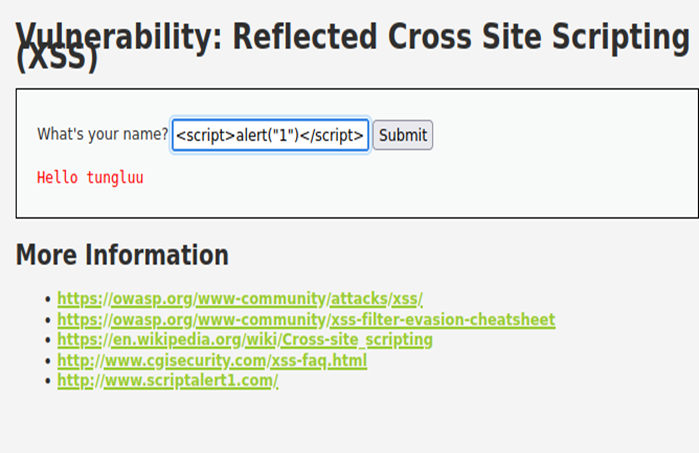 Vulnerability: Reflected Cross Site Scripting
(XSS)
What's your name? <script>alert("1")</script> Submit
Hello tungluu
More Information
• https://owasp.org/www-community/attacks/xss/
• https://owasp.org/www-community/xss-filter-evasion-cheatsheet
• https://en.wikipedia.org/wiki/Cross-site_scripting
• http://www.cgisecurity.com/xss-faq.html
• http://www.scriptalert1.com/